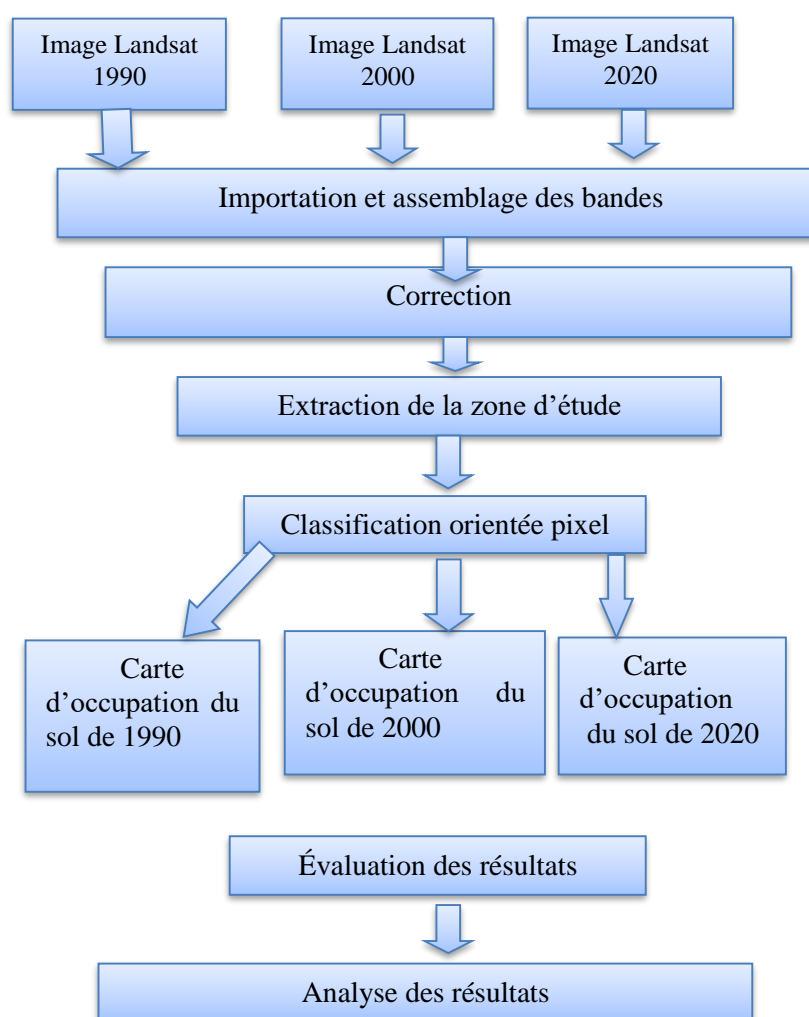 Image Landsat
1990
Image Landsat
2000
Image Landsat
2020
Importation et assemblage des bandes
Correction
Extraction de la zone d’étude
Classification orientée pixel
Carte
d’occupation du
sol de 1990
Carte
d’occupation du
sol de 2000
Carte
d’occupation
du sol de 2020
Évaluation des résultats
Analyse des résultats